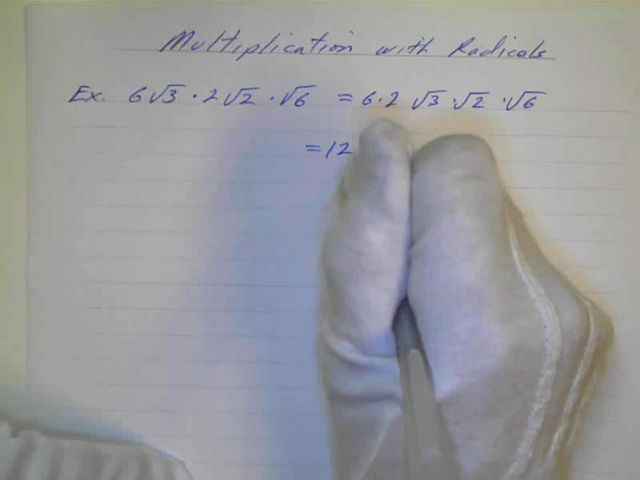 Multiplication with Radicals
Ex. 6√3 · 2√2 · √6 = 6·2 √3 · √2 · √6
= 12